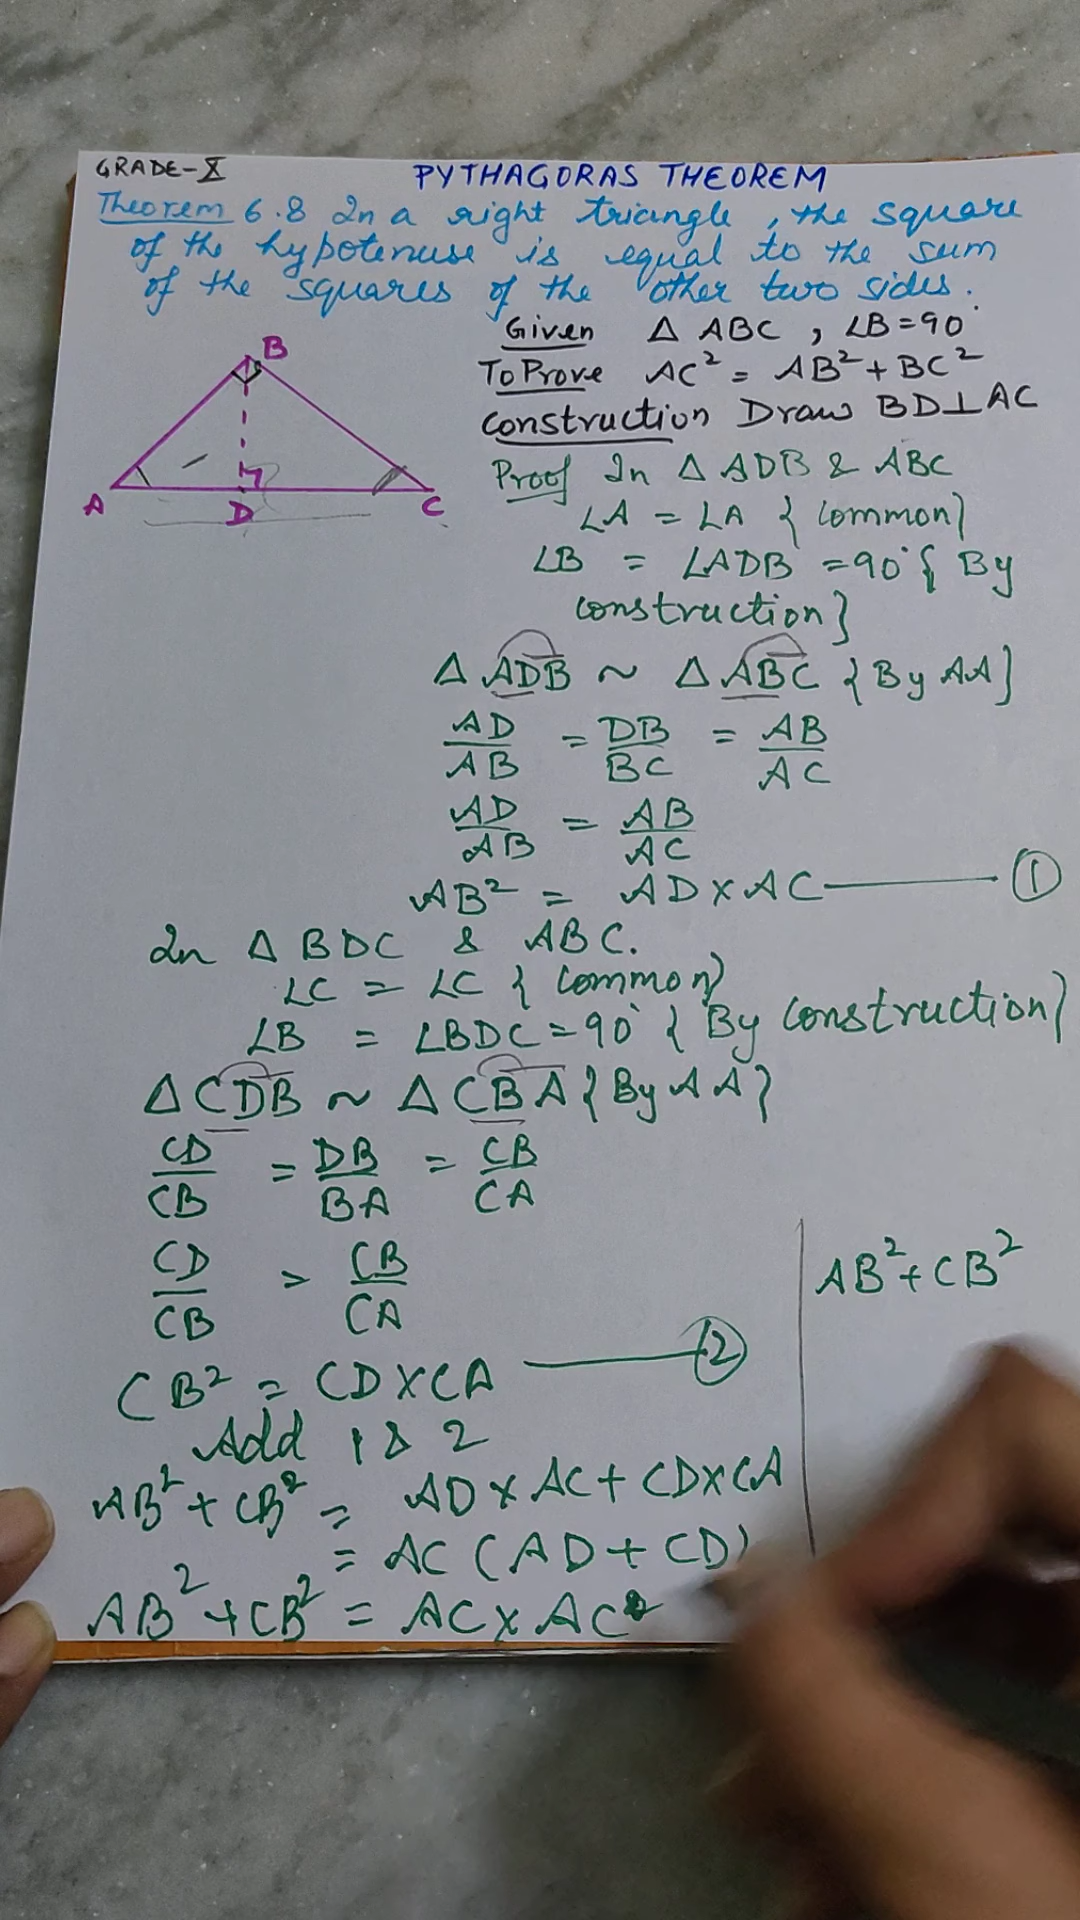 GRADE-X
PYTHAGORAS THEOREM
Theorem 6.8 In a right triangle, the square
of the hypotenuse is equal to the sum
of the squares of the other two sides.
Given Δ ABC, ∠B=90°
To Prove AC² = AB²+BC²
Construction Draw BD⊥AC
B
A
D
C
Proof In Δ ADB & ABC
∠A = ∠A { Common}
∠B = ∠ADB =90° { By
construction}
Δ ADB ~ Δ ABC {By AA}
AD/AB = DB/BC = AB/AC
AD/AB = AB/AC
AB² = AD×AC ——— ①
In Δ BDC & ABC.
∠C = ∠C { Common}
∠B = ∠BDC=90° { By Construction}
Δ CDB ~ Δ CBA {By AA}
CD/CB = DB/BA = CB/CA
CD/CB = CB/CA
CB² = CD×CA ——— ②
Add 1 & 2
AB²+CB² = AD×AC+CD×CA
= AC (AD+CD)
AB²+CB² = AC×AC
AB²+CB²